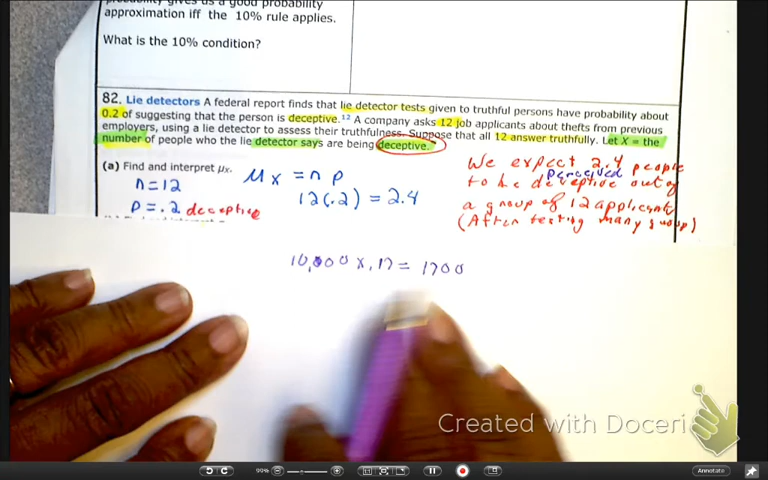 approximation iff the 10% rule applies.
What is the 10% condition?
82. Lie detectors A federal report finds that lie detector tests given to truthful persons have probability about
0.2 of suggesting that the person is deceptive.12 A company asks 12 job applicants about thefts from previous
employers, using a lie detector to assess their truthfulness. Suppose that all 12 answer truthfully. Let X = the
number of people who the lie detector says are being deceptive.
(a) Find and interpret μx.
n=12
p=.2 deceptive
μx = n p
12(.2) = 2.4
We expect 2.4 people
perceived
to be deceptive out of
a group of 12 applicants
(After testing many group)
10,000 x .17 = 1700
Created with Doceri
99%
Annotate